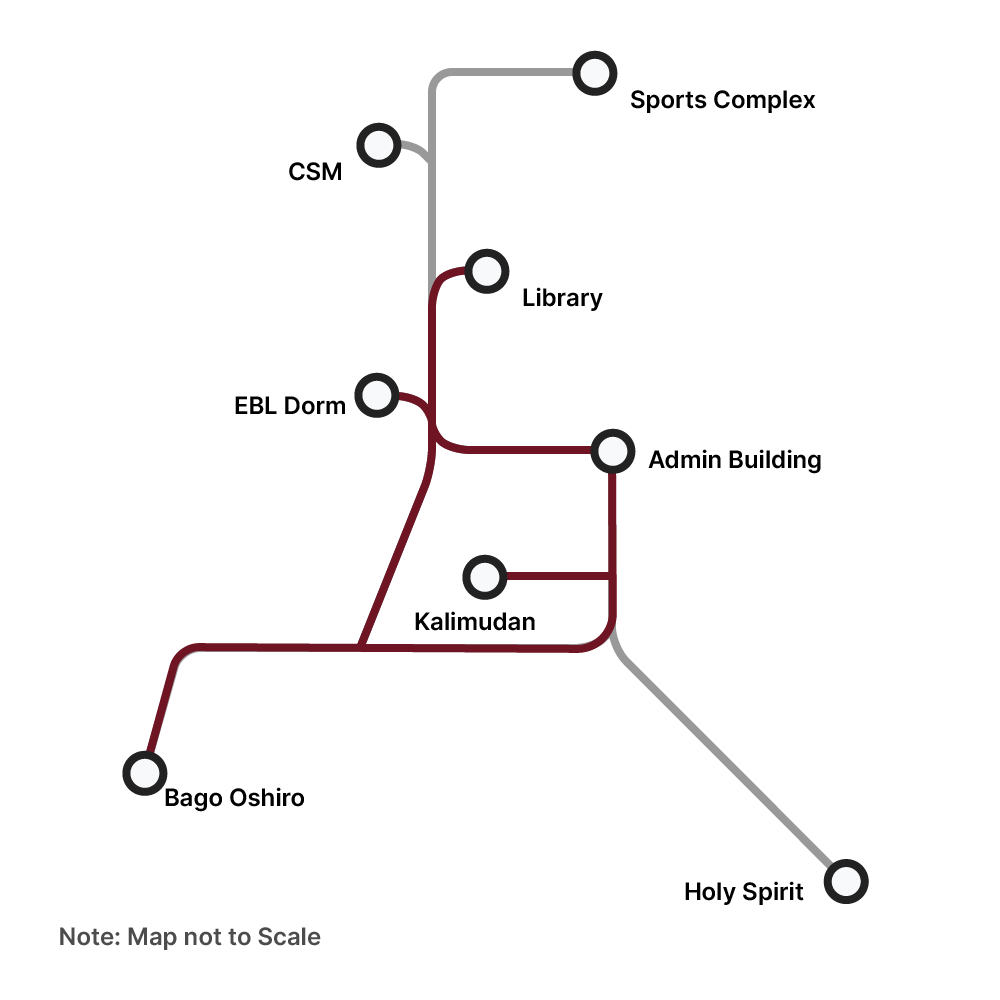 Sports Complex
CSM
Library
EBL Dorm
Admin Building
Kalimudan
Bago Oshiro
Holy Spirit
Note: Map not to Scale